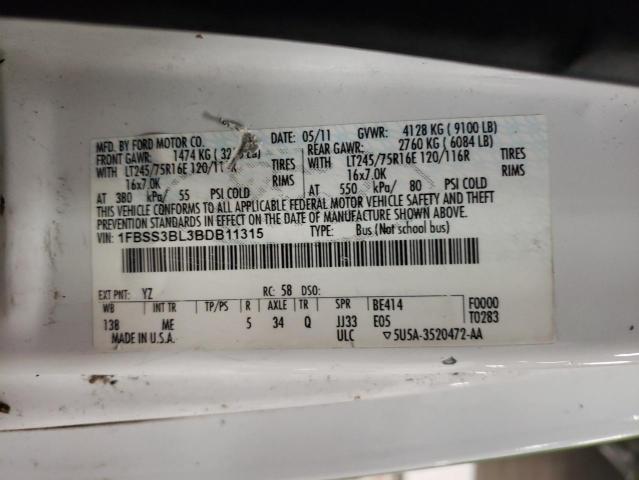 MFD. BY FORD MOTOR CO. DATE: 05/11 GVWR: 4128 KG ( 9100 LB)
FRONT GAWR: 1474 KG ( LB) REAR GAWR: 2760 KG ( 6084 LB)
WITH LT245/75R16E 120/ TIRES WITH LT245/75R16E 120/116R TIRES
16x7.0K RIMS 16x7.0K RIMS
AT 380 kPa/ 55 PSI COLD AT 550 kPa/ 80 PSI COLD
THIS VEHICLE CONFORMS TO ALL APPLICABLE FEDERAL MOTOR VEHICLE SAFETY AND THEFT
PREVENTION STANDARDS IN EFFECT ON THE DATE OF MANUFACTURE SHOWN ABOVE.
VIN: 1FBSS3BL3BDB11315 TYPE: Bus (Not school bus)
EXT PNT: YZ RC: 58 DSO:
WB INT TR TP/PS R AXLE TR SPR BE414 F0000
138 ME 5 34 Q JJ33 E05 T0283
MADE IN U.S.A. ULC ▽5U5A-3520472-AA